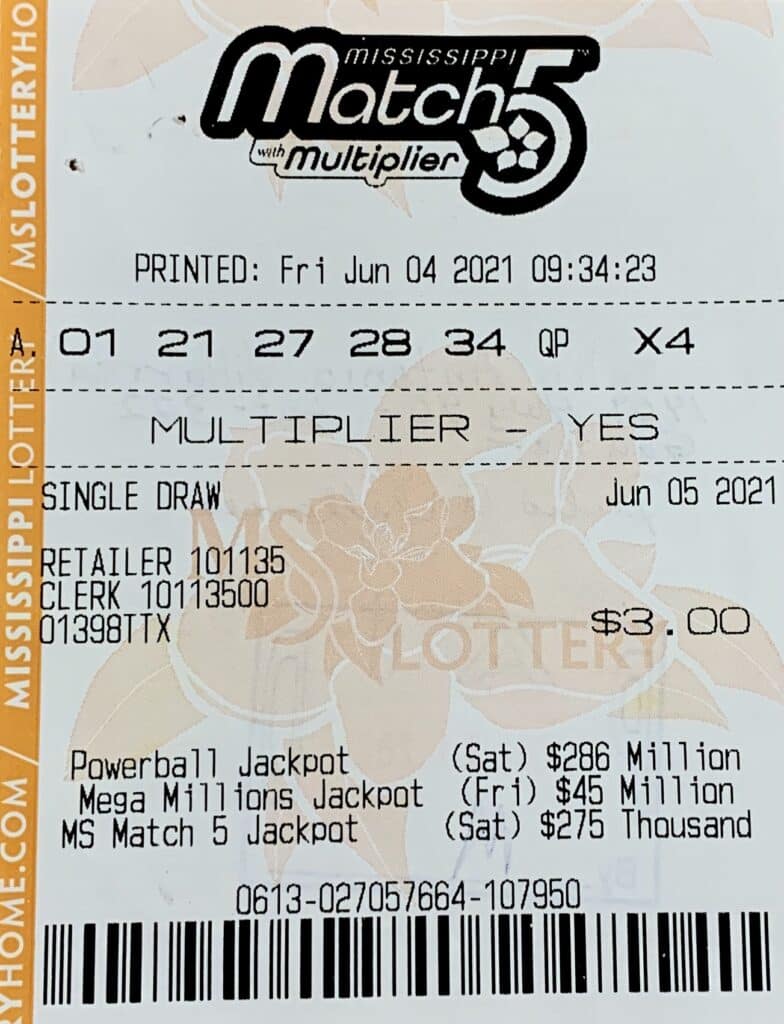 MISSISSIPPI
Match 5
with Multiplier
PRINTED: Fri Jun 04 2021 09:34:23
A. 01 21 27 28 34 QP X4
MULTIPLIER - YES
SINGLE DRAW Jun 05 2021
RETAILER 101135
CLERK 10113500
01398TTX $3.00
MS LOTTERY
Powerball Jackpot (Sat) $286 Million
Mega Millions Jackpot (Fri) $45 Million
MS Match 5 Jackpot (Sat) $275 Thousand
0613-027057664-107950
YHOME.COM / MISSISSIPPI LOTTERY / MSLOTTERYHO